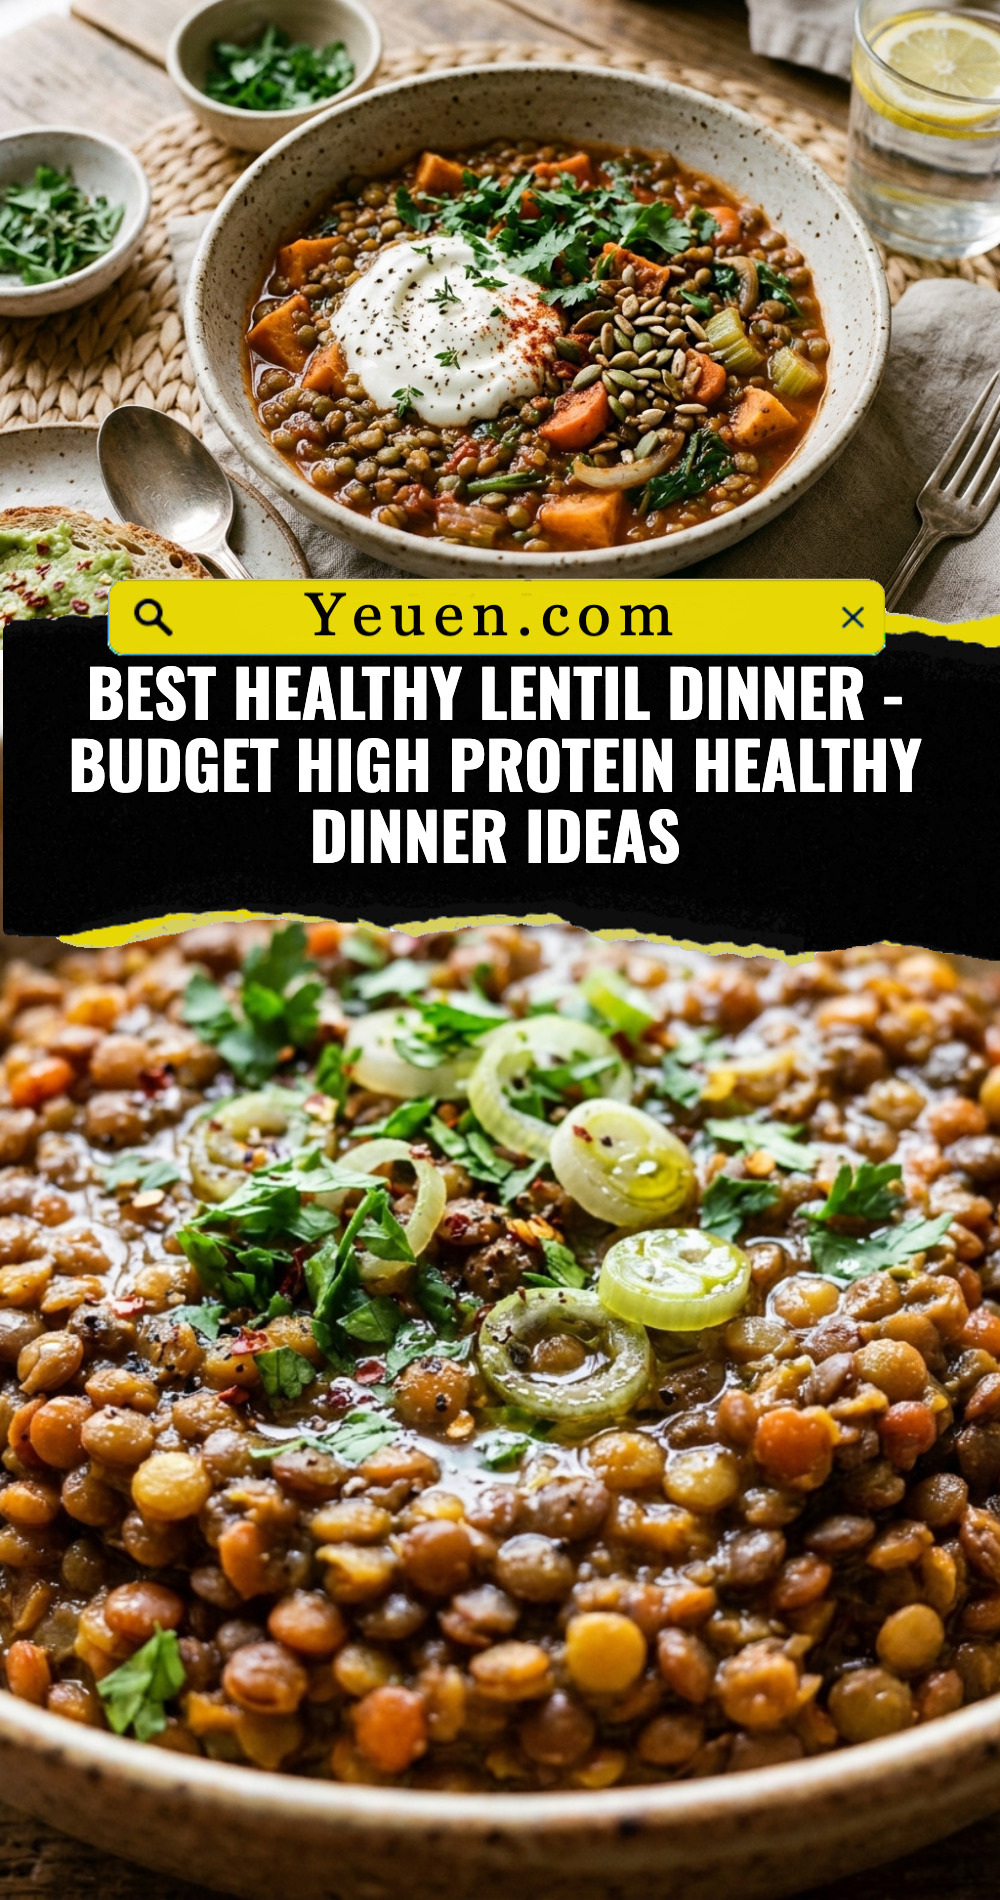 Yeuen.com
BEST HEALTHY LENTIL DINNER -
BUDGET HIGH PROTEIN HEALTHY
DINNER IDEAS